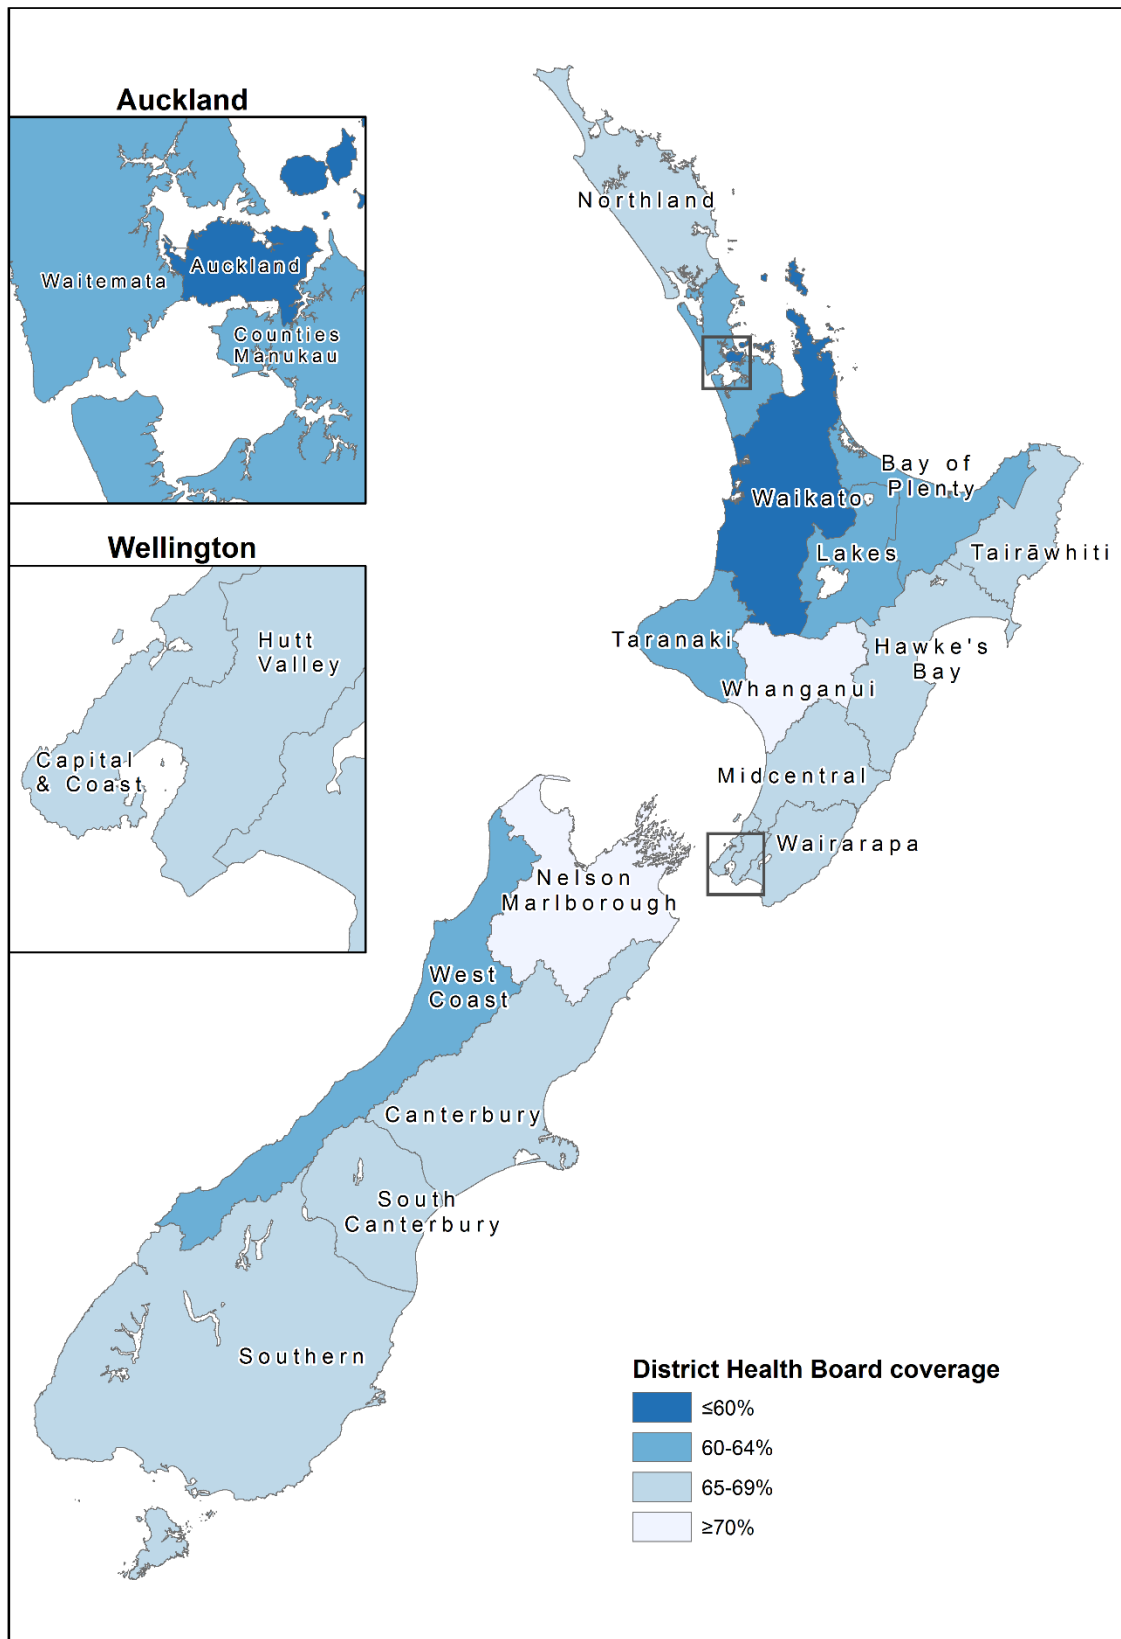 Auckland
Waitemata
Auckland
Counties
Manukau
Wellington
Hutt
Valley
Capital
& Coast
Northland
Bay of
Plenty
Waikato
Lakes
Tairāwhiti
Taranaki
Hawke's
Bay
Whanganui
Midcentral
Wairarapa
Nelson
Marlborough
West
Coast
Canterbury
South
Canterbury
Southern
District Health Board coverage
≤60%
60-64%
65-69%
≥70%